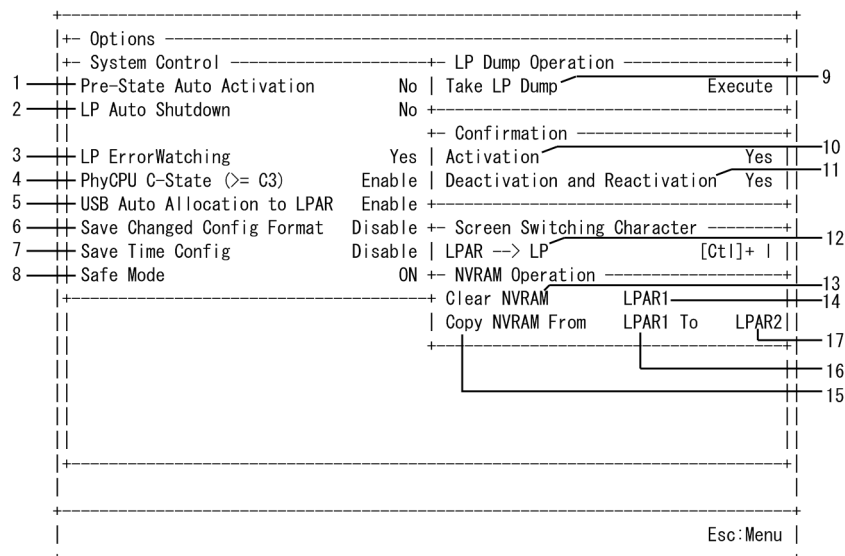 Options
System Control
1 Pre-State Auto Activation No
2 LP Auto Shutdown No
3 LP ErrorWatching Yes
4 PhyCPU C-State (>= C3) Enable
5 USB Auto Allocation to LPAR Enable
6 Save Changed Config Format Disable
7 Save Time Config Disable
8 Safe Mode ON
LP Dump Operation
Take LP Dump Execute 9
Confirmation
Activation Yes 10
Deactivation and Reactivation Yes 11
Screen Switching Character
LPAR --> LP [Ctl]+ l 12
NVRAM Operation
Clear NVRAM LPAR1 13
14
Copy NVRAM From LPAR1 To LPAR2
17
16
15
Esc:Menu